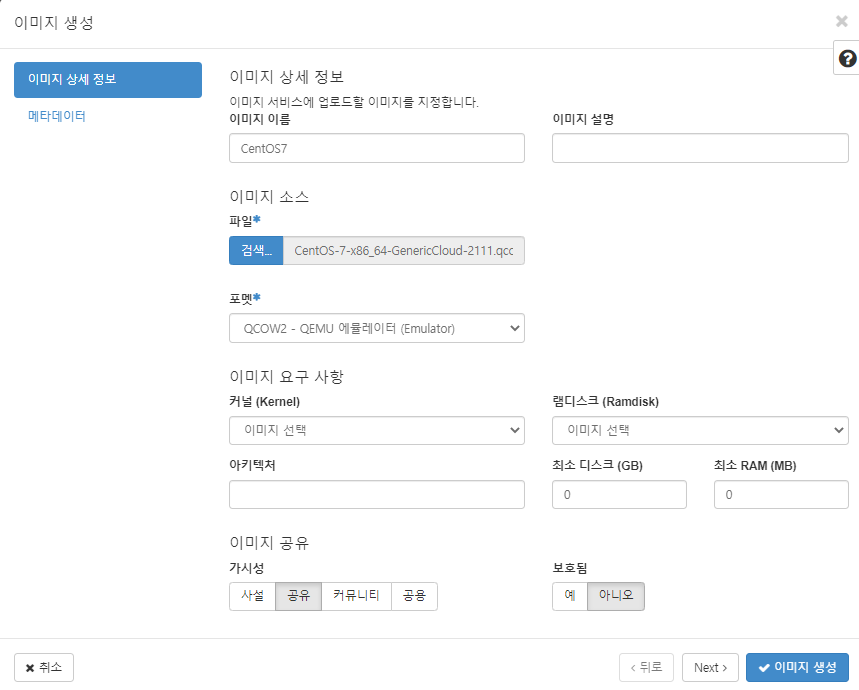 이미지 생성
×
이미지 상세 정보
메타데이터
이미지 상세 정보
이미지 서비스에 업로드할 이미지를 지정합니다.
이미지 이름 이미지 설명
CentOS7
이미지 소스
파일*
검색... CentOS-7-x86_64-GenericCloud-2111.qcc
포멧*
QCOW2 - QEMU 에뮬레이터 (Emulator)
이미지 요구 사항
커널 (Kernel) 램디스크 (Ramdisk)
이미지 선택 이미지 선택
아키텍처 최소 디스크 (GB) 최소 RAM (MB)
0 0
이미지 공유
가시성 보호됨
사설 공유 커뮤니티 공용 예 아니오
× 취소 < 뒤로 Next > ✔ 이미지 생성